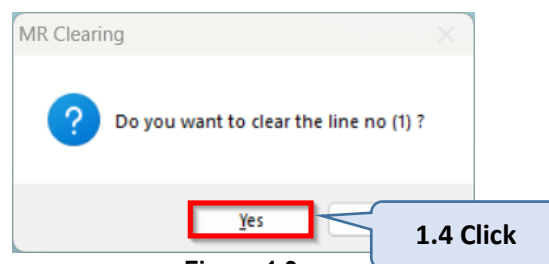 MR Clearing
Do you want to clear the line no (1) ?
Yes
1.4 Click